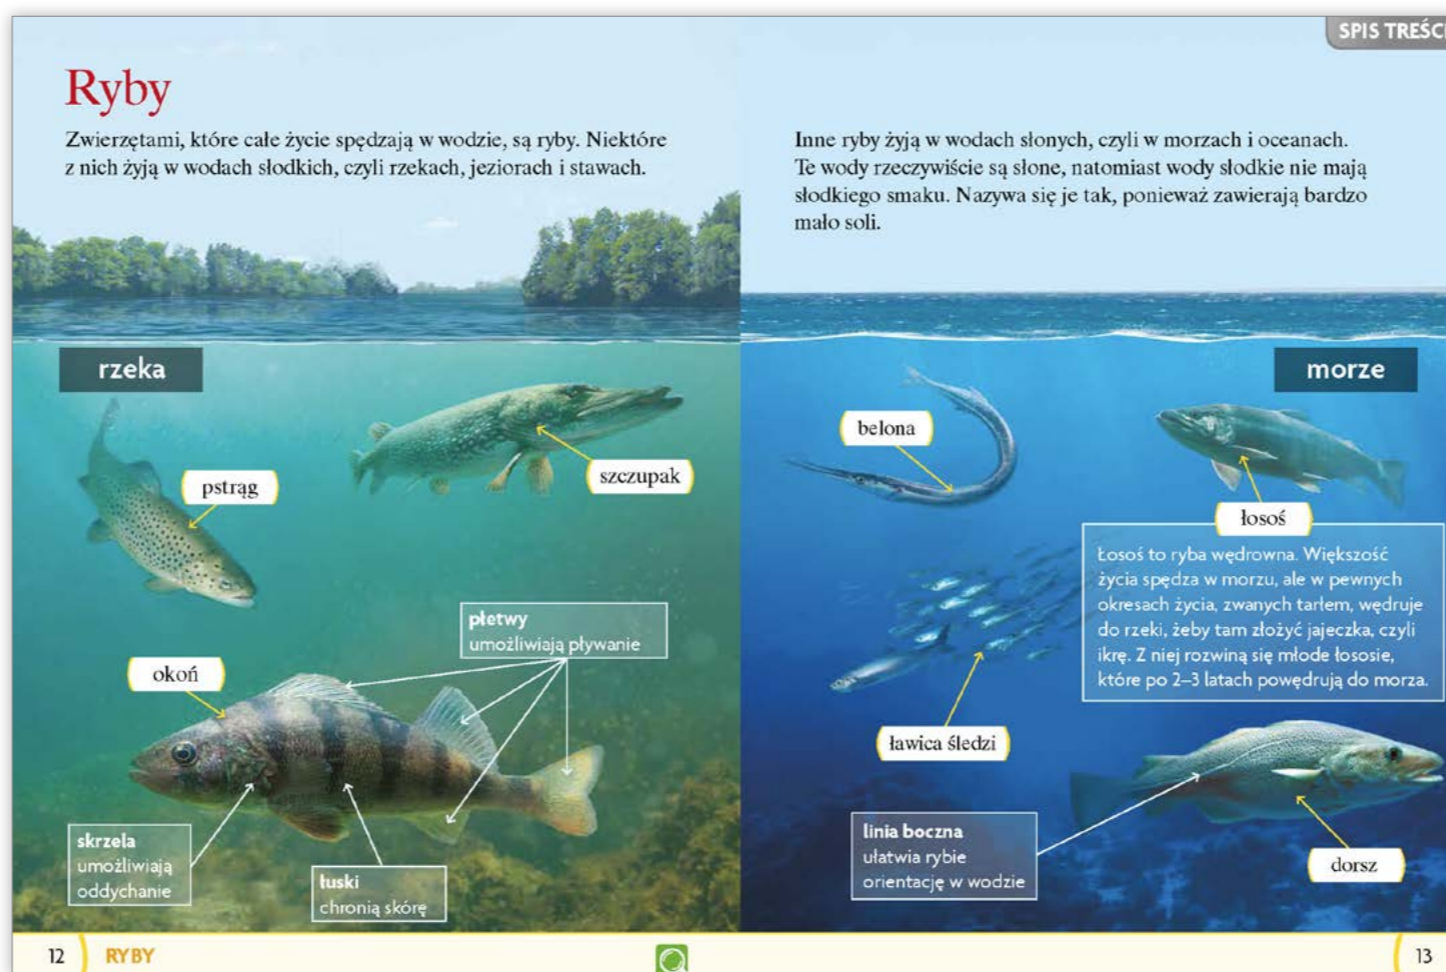 SPIS TREŚCI
Ryby
Zwierzętami, które całe życie spędzają w wodzie, są ryby. Niektóre
z nich żyją w wodach słodkich, czyli rzekach, jeziorach i stawach.
rzeka
pstrąg
szczupak
płetwy
umożliwiają pływanie
okoń
skrzela
umożliwiają
oddychanie
łuski
chronią skórę
12 RYBY
Inne ryby żyją w wodach słonych, czyli w morzach i oceanach.
Te wody rzeczywiście są słone, natomiast wody słodkie nie mają
słodkiego smaku. Nazywa się je tak, ponieważ zawierają bardzo
mało soli.
morze
belona
łosoś
Łosoś to ryba wędrowna. Większość
życia spędza w morzu, ale w pewnych
okresach życia, zwanych tarłem, wędruje
do rzeki, żeby tam złożyć jajeczka, czyli
ikrę. Z niej rozwiną się młode łososie,
które po 2–3 latach powędrują do morza.
ławica śledzi
linia boczna
ułatwia rybie
orientację w wodzie
dorsz
13